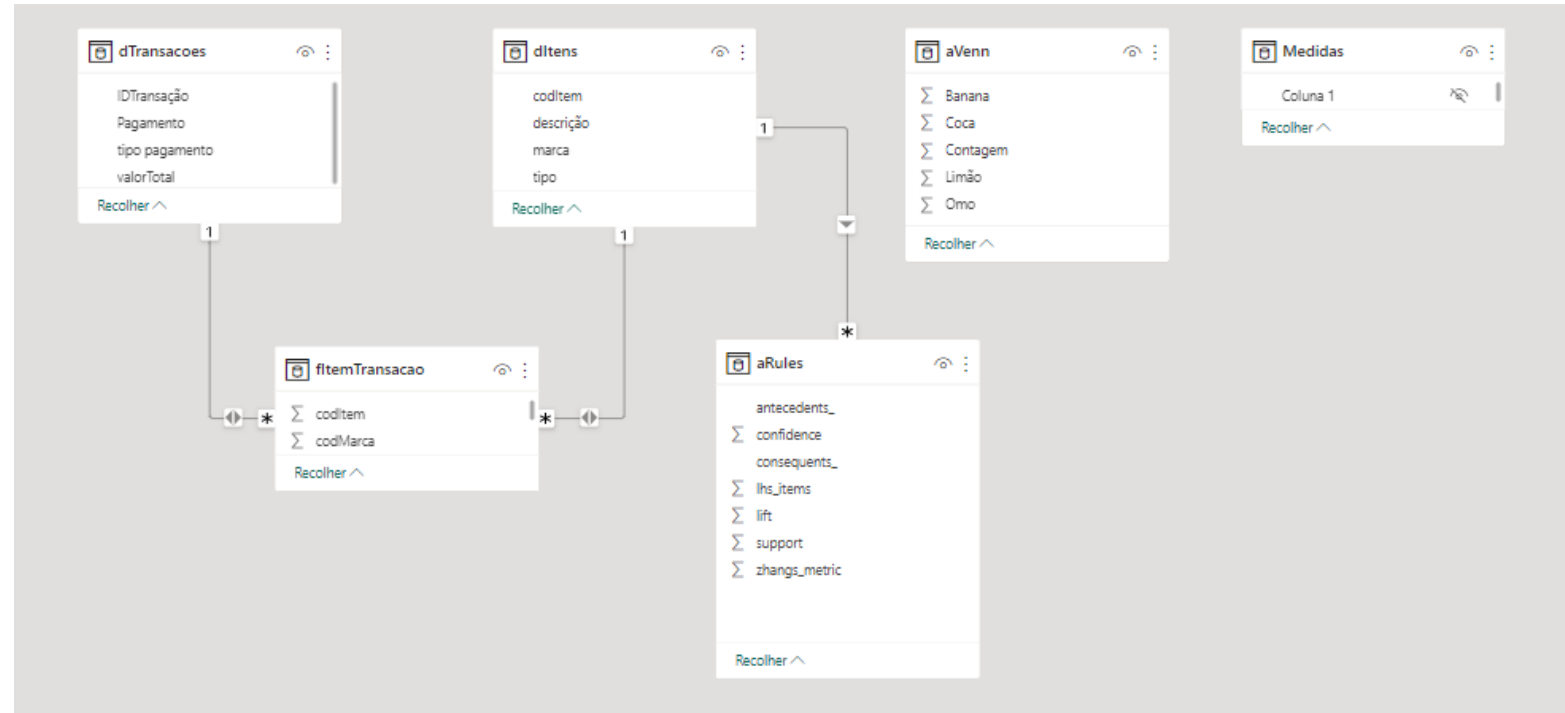 dTransacoes
IDTransação
Pagamento
tipo pagamento
valorTotal
Recolher
1
dItens
codItem
descrição
marca
tipo
Recolher
1
1
aVenn
Σ Banana
Σ Coca
Σ Contagem
Σ Limão
Σ Omo
Recolher
Medidas
Coluna 1
Recolher
fItemTransacao
Σ codItem
Σ codMarca
Recolher
*
*
*
aRules
antecedents_
Σ confidence
consequents_
Σ lhs_items
Σ lift
Σ support
Σ zhangs_metric
Recolher